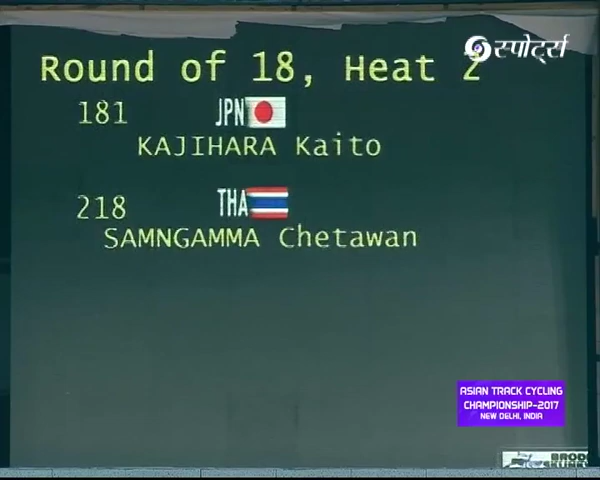 Round of 18, Heat 2
स्पोर्ट्स
181 JPN
KAJIHARA Kaito
218 THA
SAMNGAMMA Chetawan
ASIAN TRACK CYCLING
CHAMPIONSHIP-2017
NEW DELHI, INDIA